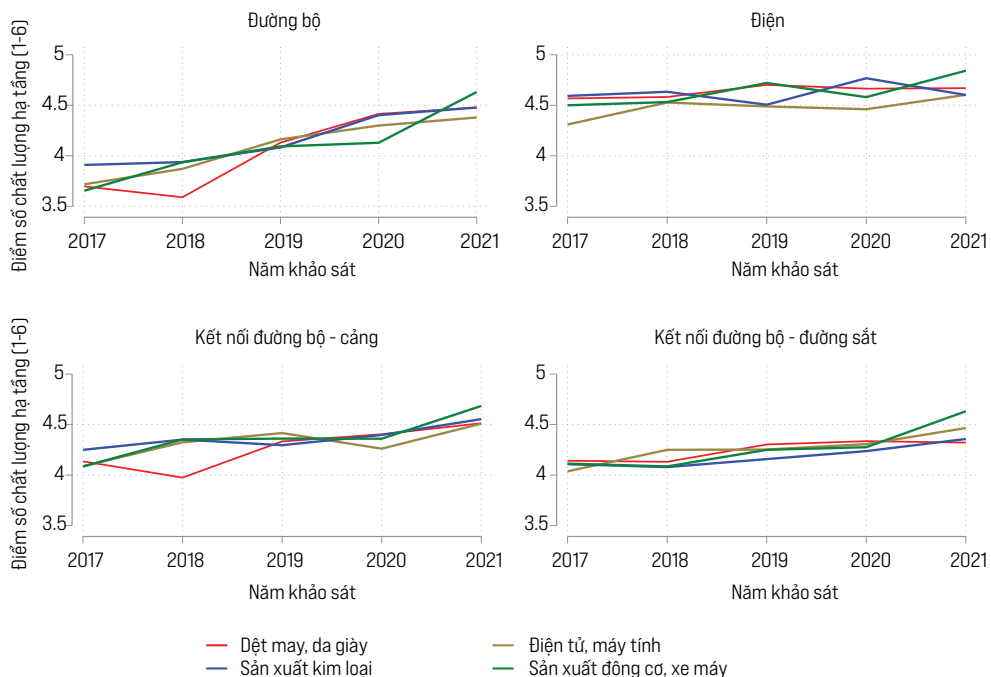 Đường bộ
Điểm số chất lượng hạ tầng (1-6)
5
4.5
4
3.5
2017 2018 2019 2020 2021
Năm khảo sát
Điện
5
4.5
4
3.5
2017 2018 2019 2020 2021
Năm khảo sát
Kết nối đường bộ - cảng
Điểm số chất lượng hạ tầng (1-6)
5
4.5
4
3.5
2017 2018 2019 2020 2021
Năm khảo sát
Kết nối đường bộ - đường sắt
5
4.5
4
3.5
2017 2018 2019 2020 2021
Năm khảo sát
Dệt may, da giày
Sản xuất kim loại
Điện tử, máy tính
Sản xuất động cơ, xe máy